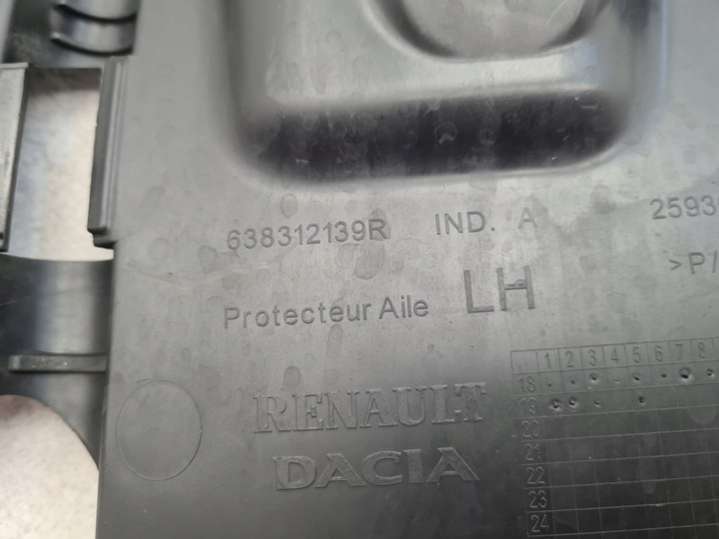 638312139R IND. A 2593
Protecteur Aile LH >P/
1 2 3 4 5 6 7 8
18
19
RENAULT
20
21
DACIA
22
23
24